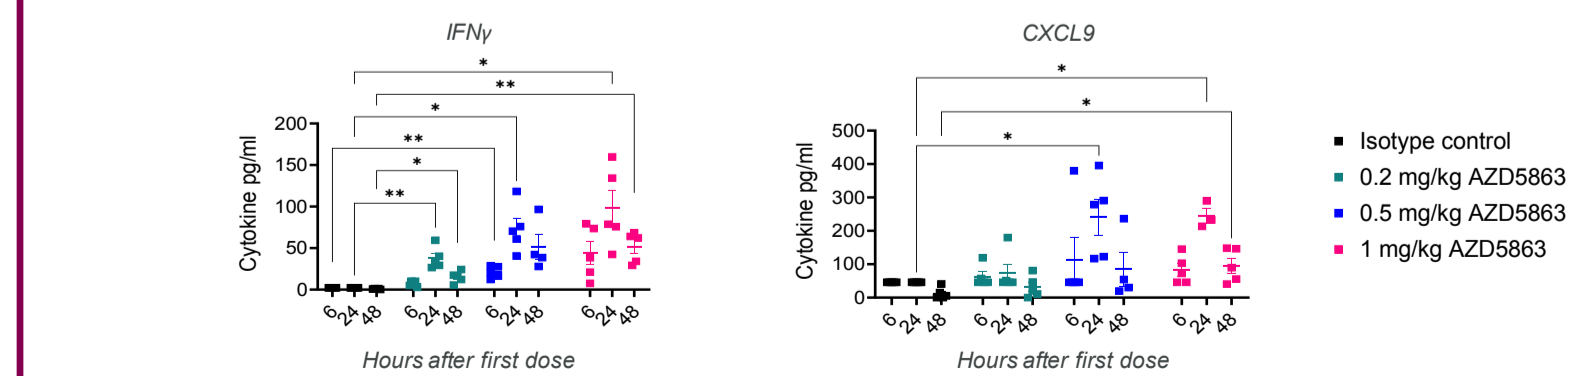 IFNγ
*
**
*
**
*
**
Cytokine pg/ml
200
150
100
50
0
6 24 48 6 24 48 6 24 48 6 24 48
Hours after first dose
CXCL9
*
*
*
Cytokine pg/ml
500
400
300
200
100
0
6 24 48 6 24 48 6 24 48 6 24 48
Hours after first dose
Isotype control
0.2 mg/kg AZD5863
0.5 mg/kg AZD5863
1 mg/kg AZD5863